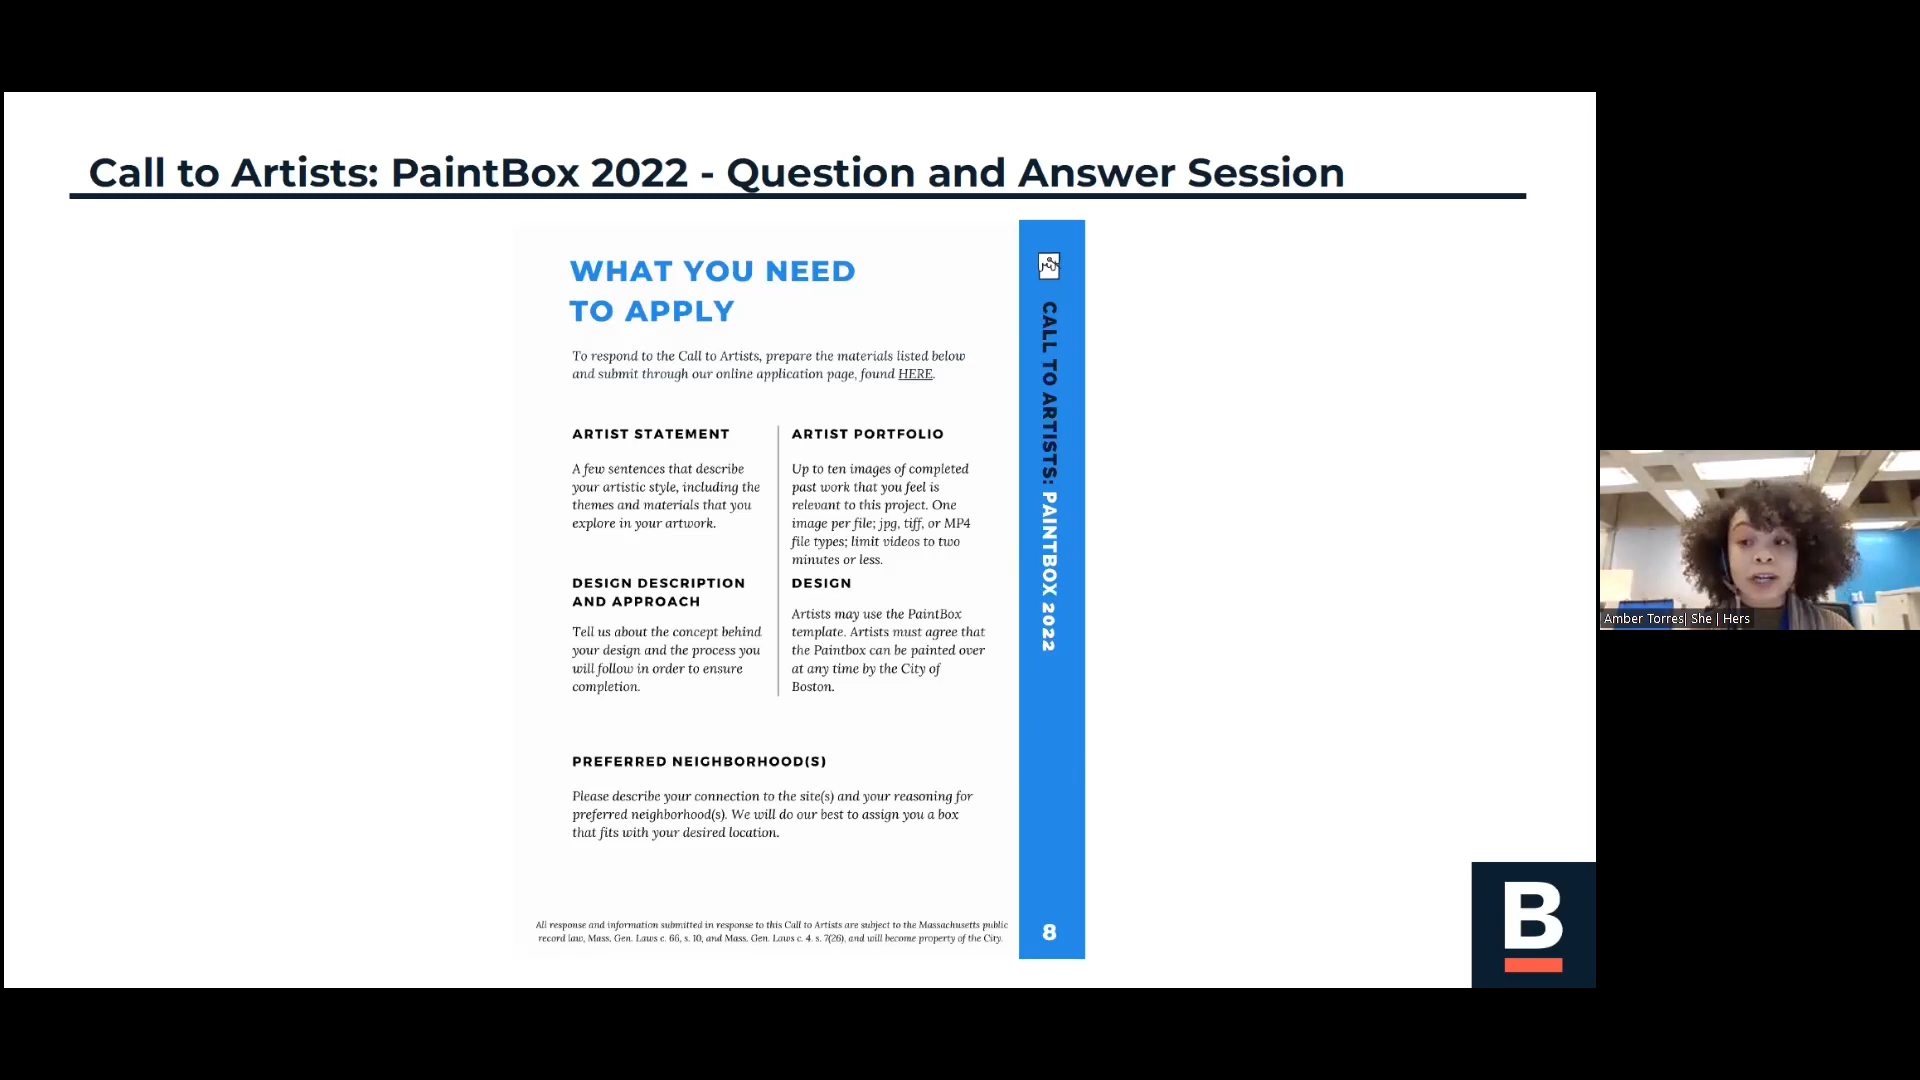 Call to Artists: PaintBox 2022 - Question and Answer Session
WHAT YOU NEED
TO APPLY
To respond to the Call to Artists, prepare the materials listed below
and submit through our online application page, found HERE.
ARTIST STATEMENT
A few sentences that describe
your artistic style, including the
themes and materials that you
explore in your artwork.
ARTIST PORTFOLIO
Up to ten images of completed
past work that you feel is
relevant to this project. One
image per file; jpg, tiff, or MP4
file types; limit videos to two
minutes or less.
DESIGN DESCRIPTION
AND APPROACH
Tell us about the concept behind
your design and the process you
will follow in order to ensure
completion.
DESIGN
Artists may use the PaintBox
template. Artists must agree that
the Paintbox can be painted over
at any time by the City of
Boston.
PREFERRED NEIGHBORHOOD(S)
Please describe your connection to the site(s) and your reasoning for
preferred neighborhood(s). We will do our best to assign you a box
that fits with your desired location.
All response and information submitted in response to this Call to Artists are subject to the Massachusetts public
record law, Mass. Gen. Laws c. 66, s. 10, and Mass. Gen. Laws c. 4. s. 7(26), and will become property of the City.
CALL TO ARTISTS: PAINTBOX 2022
8
B
Amber Torres| She | Hers